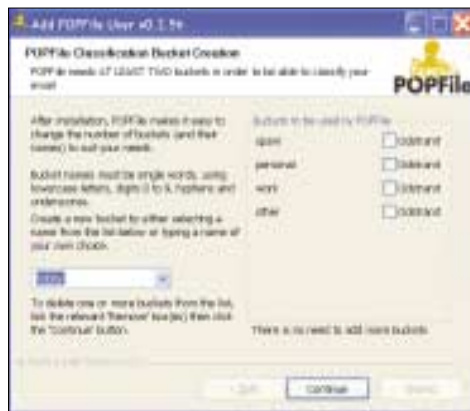 Add POPFile User v0.1.
POPFile Classification Bucket Creation
POPFile needs AT LEAST TWO buckets in order to be able to classify your
email
POPFile
After installation, POPFile makes it easy to
change the number of buckets (and their
names) to suit your needs.
Bucket names must be single words, using
lowercase letters, digits 0 to 9, hyphens and
underscores.
Create a new bucket by either selecting a
name from the list below or typing a name of
your own choice.
To delete one or more buckets from the list,
tick the relevant 'Remove' box(es) then click
the 'Continue' button.
Buckets to be used by POPFile
spam
personal
work
other
There is no need to add more buckets
Continue